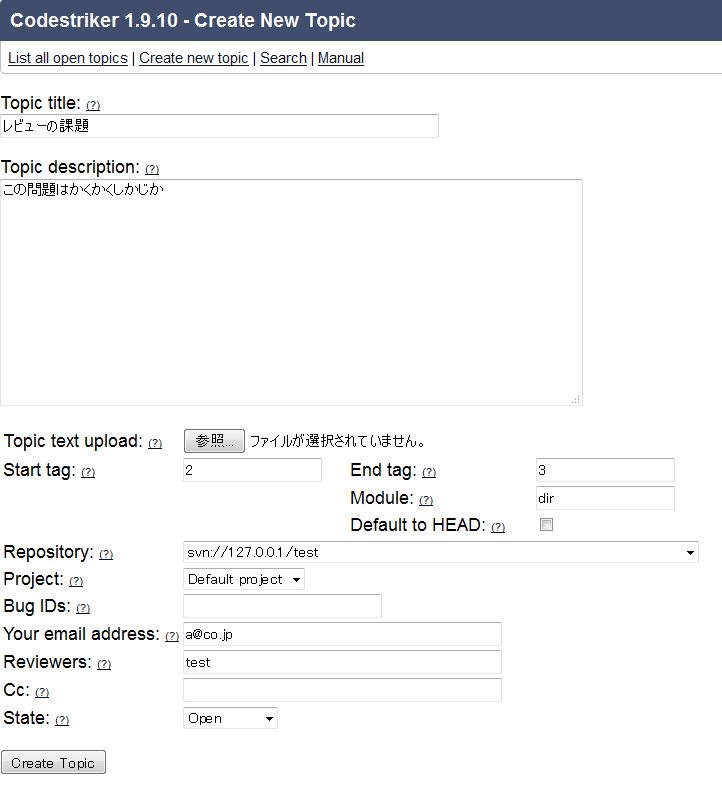 Codestriker 1.9.10 - Create New Topic
List all open topics | Create new topic | Search | Manual
Topic title: (?)
レビューの課題
Topic description: (?)
この問題はかくかくしかじか
Topic text upload: (?) 参照... ファイルが選択されていません。
Start tag: (?) 2 End tag: (?) 3
Module: (?) dir
Default to HEAD: (?)
Repository: (?) svn://127.0.0.1/test
Project: (?) Default project
Bug IDs: (?)
Your email address: (?) a@co.jp
Reviewers: (?) test
Cc: (?)
State: (?) Open
Create Topic